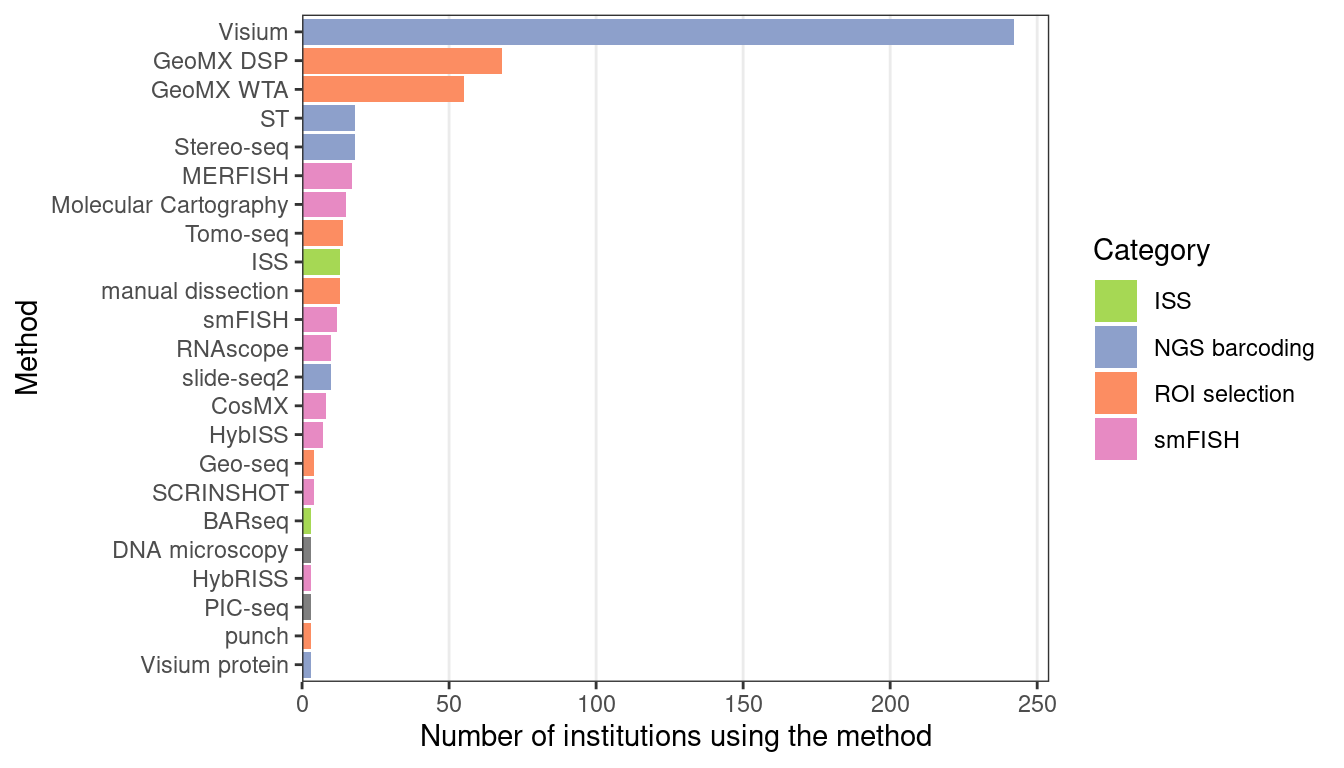 Visium
GeoMX DSP
GeoMX WTA
ST
Stereo-seq
MERFISH
Molecular Cartography
Tomo-seq
ISS
manual dissection
smFISH
RNAscope
slide-seq2
CosMX
HybISS
Geo-seq
SCRINSHOT
BARseq
DNA microscopy
HybRISS
PIC-seq
punch
Visium protein
Method
0 50 100 150 200 250
Number of institutions using the method
Category
ISS
NGS barcoding
ROI selection
smFISH